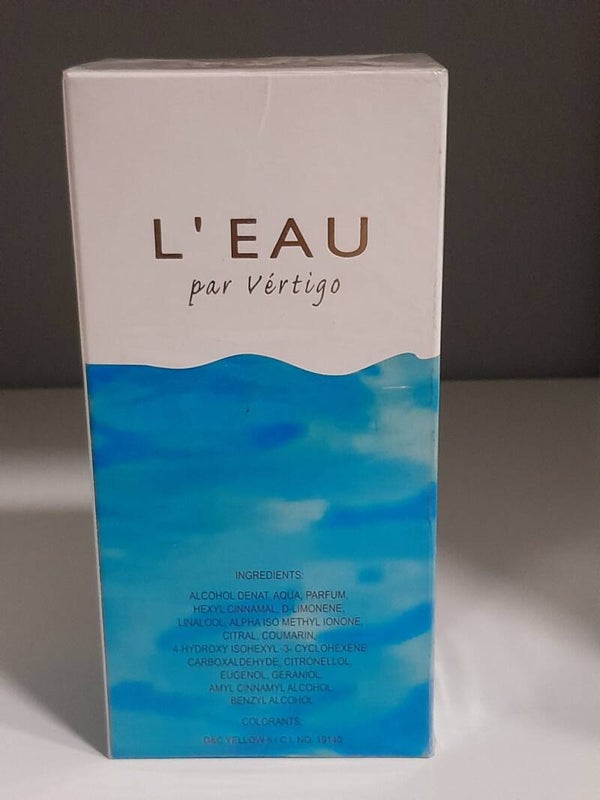 L'EAU
par Vértigo
INGREDIENTS:
ALCOHOL DENAT, AQUA, PARFUM,
HEXYL CINNAMAL, D-LIMONENE,
LINALOOL, ALPHA ISO METHYL IONONE,
CITRAL, COUMARIN,
4-HYDROXY ISOHEXYL -3- CYCLOHEXENE
CARBOXALDEHYDE, CITRONELLOL,
EUGENOL, GERANIOL,
AMYL CINNAMYL ALCOHOL,
BENZYL ALCOHOL
COLORANTS:
YELLOW C.I. NO. 19140